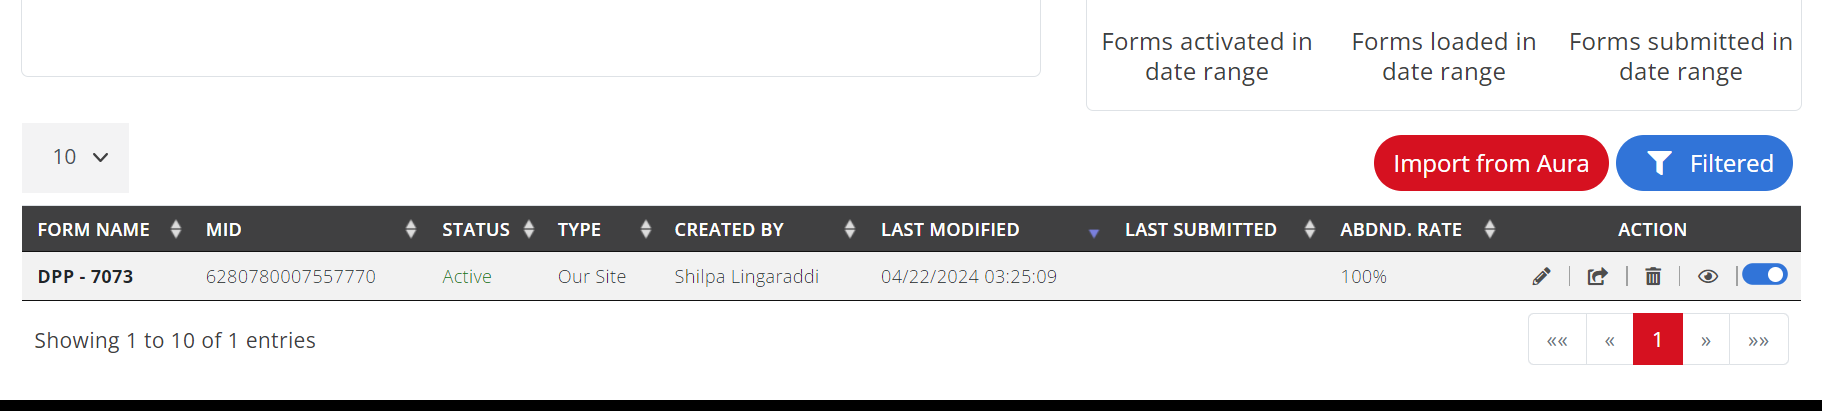 Forms activated in date range
Forms loaded in date range
Forms submitted in date range
10
Import from Aura
Filtered
FORM NAME MID STATUS TYPE CREATED BY LAST MODIFIED LAST SUBMITTED ABDND. RATE ACTION
DPP - 7073 6280780007557770 Active Our Site Shilpa Lingaraddi 04/22/2024 03:25:09 100%
Showing 1 to 10 of 1 entries
«« « 1 » »»